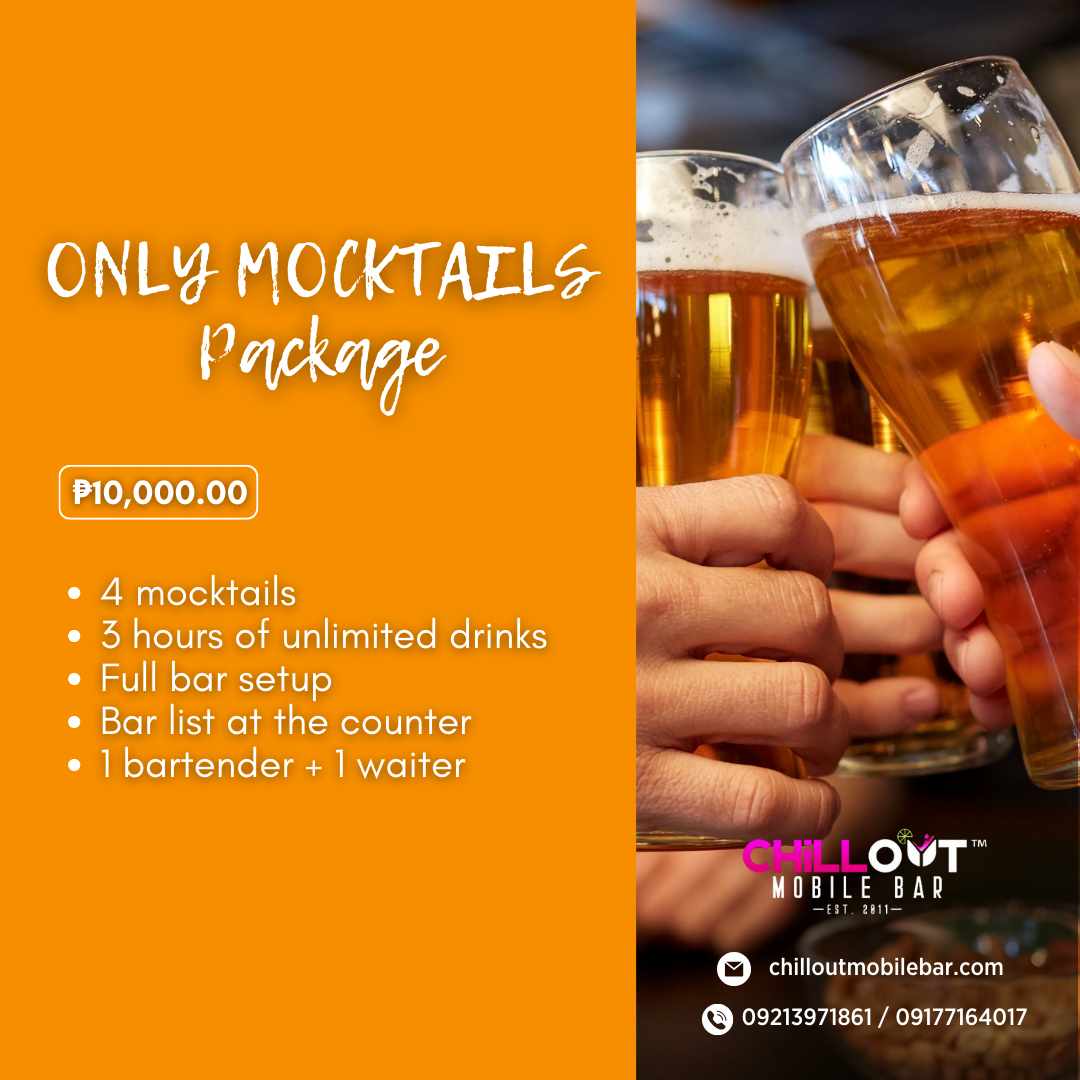 ONLY MOCKTAILS
Package
₱10,000.00
• 4 mocktails
• 3 hours of unlimited drinks
• Full bar setup
• Bar list at the counter
• 1 bartender + 1 waiter
CHILLOUT™
MOBILE BAR
—EST. 2011—
chilloutmobilebar.com
09213971861 / 09177164017